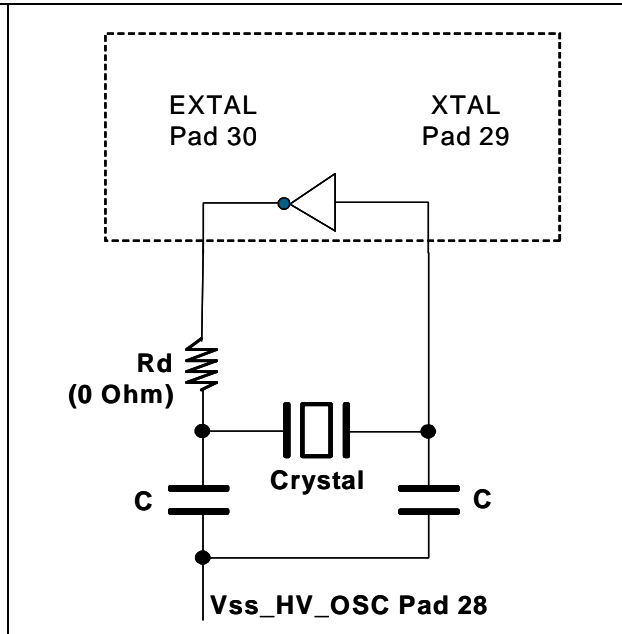 EXTAL
Pad 30
XTAL
Pad 29
Rd
(0 Ohm)
Crystal
C
C
Vss_HV_OSC Pad 28